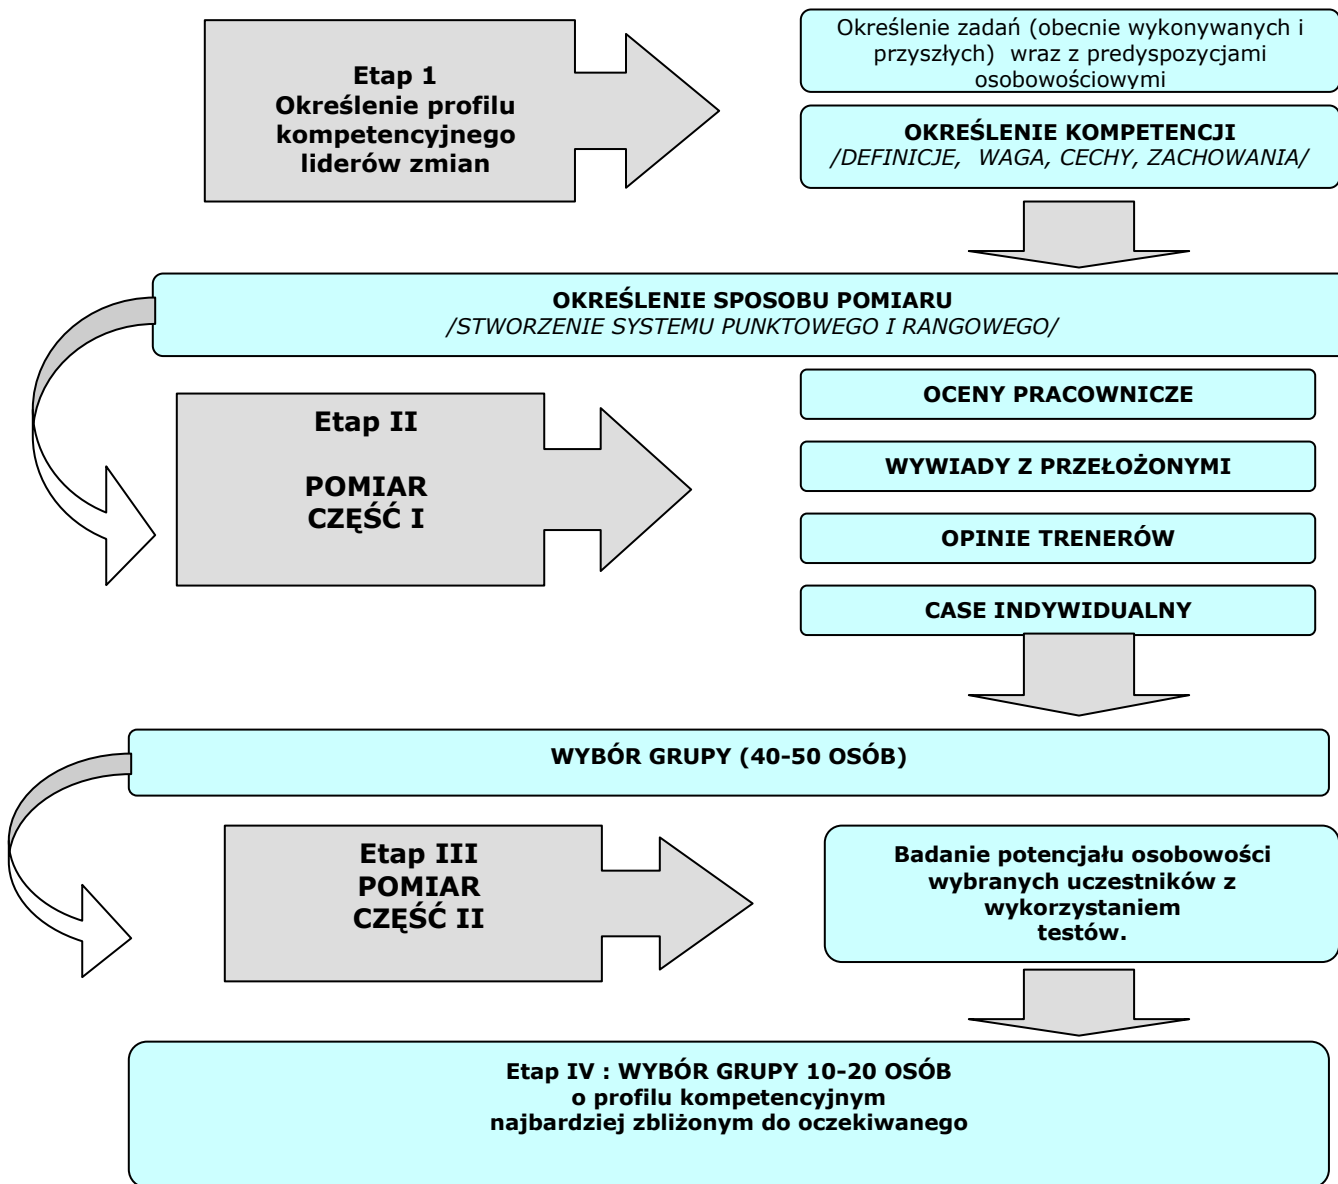 Etap 1
Określenie profilu
kompetencyjnego
liderów zmian
Określenie zadań (obecnie wykonywanych i
przyszłych) wraz z predyspozycjami
osobowościowymi
OKREŚLENIE KOMPETENCJI
/DEFINICJE, WAGA, CECHY, ZACHOWANIA/
OKREŚLENIE SPOSOBU POMIARU
/STWORZENIE SYSTEMU PUNKTOWEGO I RANGOWEGO/
Etap II
POMIAR
CZĘŚĆ I
OCENY PRACOWNICZE
WYWIADY Z PRZEŁOŻONYMI
OPINIE TRENERÓW
CASE INDYWIDUALNY
WYBÓR GRUPY (40-50 OSÓB)
Etap III
POMIAR
CZĘŚĆ II
Badanie potencjału osobowości
wybranych uczestników z
wykorzystaniem
testów.
Etap IV : WYBÓR GRUPY 10-20 OSÓB
o profilu kompetencyjnym
najbardziej zbliżonym do oczekiwanego